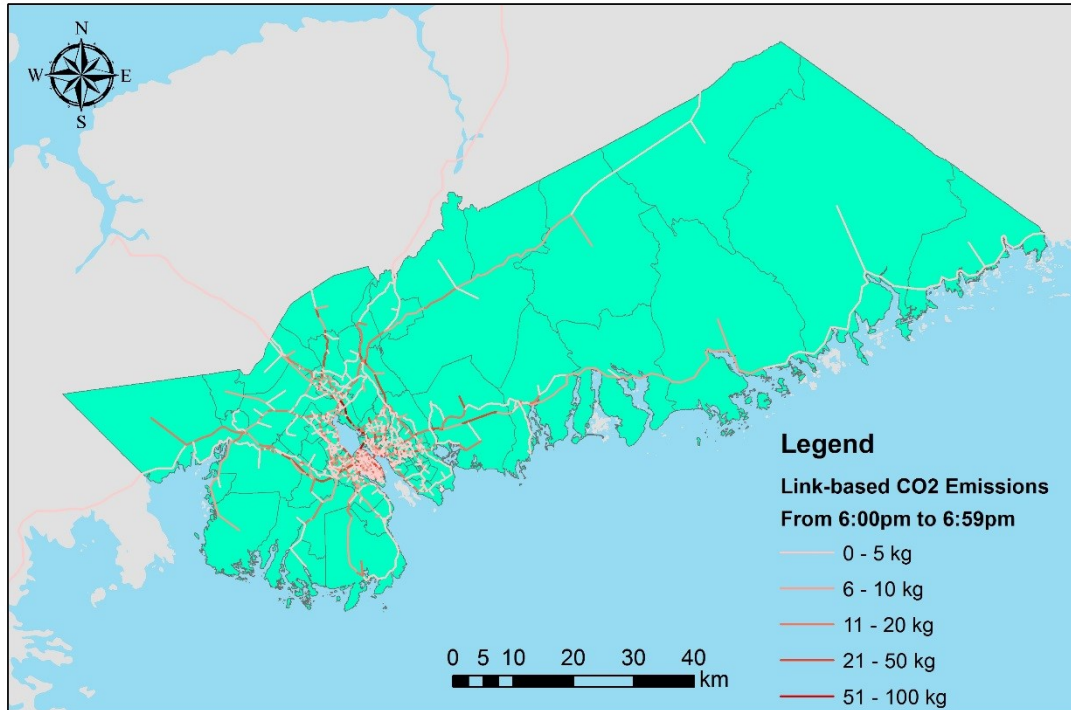 N
W E
S
Legend
Link-based CO2 Emissions
From 6:00pm to 6:59pm
0 - 5 kg
6 - 10 kg
11 - 20 kg
21 - 50 kg
51 - 100 kg
0 5 10 20 30 40
km